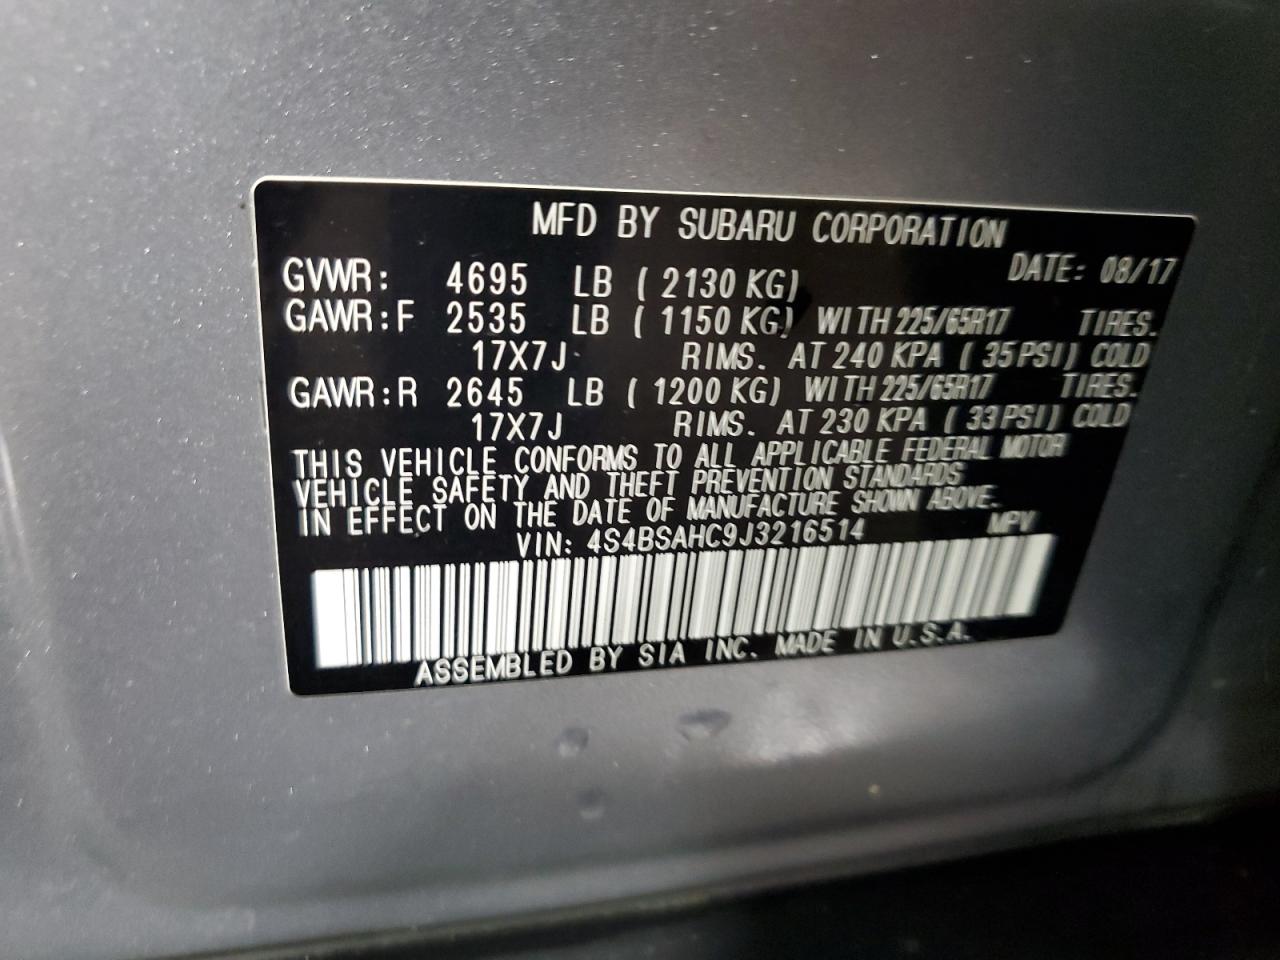 MFD BY SUBARU CORPORATION
GVWR: 4695 LB ( 2130 KG) DATE: 08/17
GAWR:F 2535 LB ( 1150 KG) WITH 225/65R17 TIRES.
17X7J RIMS. AT 240 KPA ( 35 PSI) COLD
GAWR:R 2645 LB ( 1200 KG) WITH 225/65R17 TIRES.
17X7J RIMS. AT 230 KPA ( 33 PSI) COLD
THIS VEHICLE CONFORMS TO ALL APPLICABLE FEDERAL MOTOR
VEHICLE SAFETY AND THEFT PREVENTION STANDARDS
IN EFFECT ON THE DATE OF MANUFACTURE SHOWN ABOVE.
VIN: 4S4BSAHC9J3216514 MPV
ASSEMBLED BY SIA INC. MADE IN U.S.A.